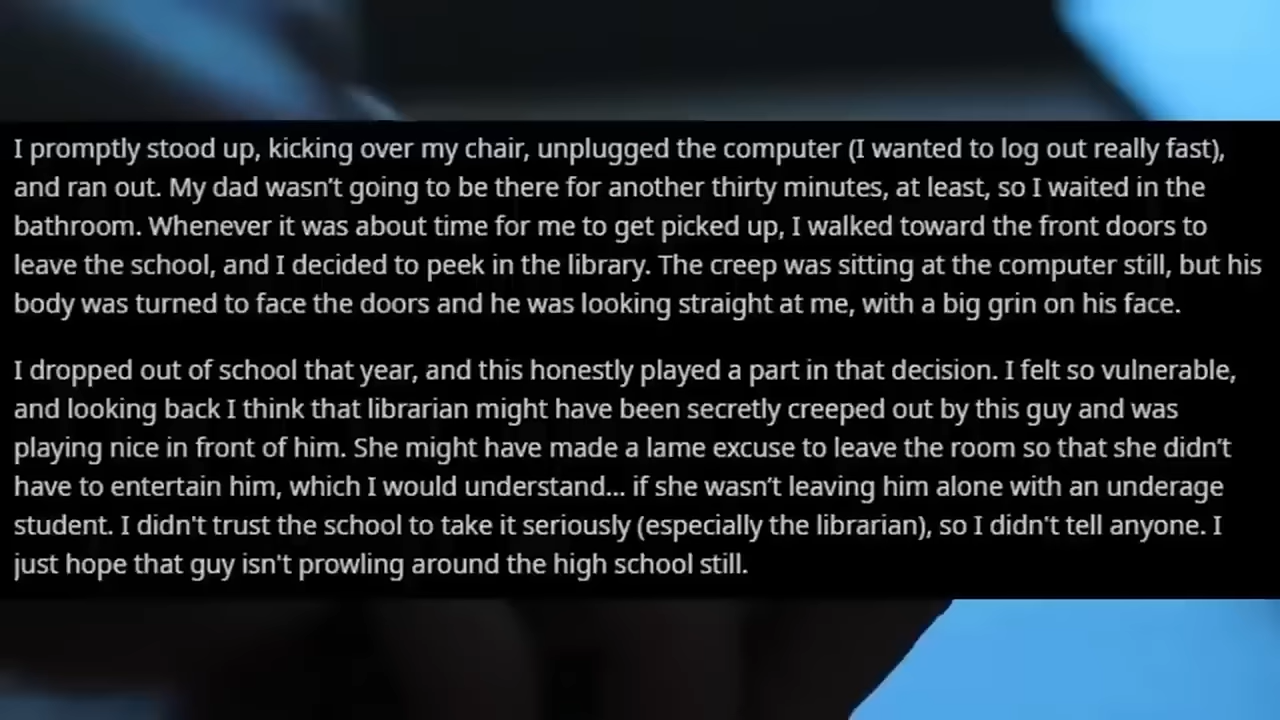 I promptly stood up, kicking over my chair, unplugged the computer (I wanted to log out really fast),
and ran out. My dad wasn’t going to be there for another thirty minutes, at least, so I waited in the
bathroom. Whenever it was about time for me to get picked up, I walked toward the front doors to
leave the school, and I decided to peek in the library. The creep was sitting at the computer still, but his
body was turned to face the doors and he was looking straight at me, with a big grin on his face.
I dropped out of school that year, and this honestly played a part in that decision. I felt so vulnerable,
and looking back I think that librarian might have been secretly creeped out by this guy and was
playing nice in front of him. She might have made a lame excuse to leave the room so that she didn’t
have to entertain him, which I would understand... if she wasn’t leaving him alone with an underage
student. I didn't trust the school to take it seriously (especially the librarian), so I didn't tell anyone. I
just hope that guy isn't prowling around the high school still.